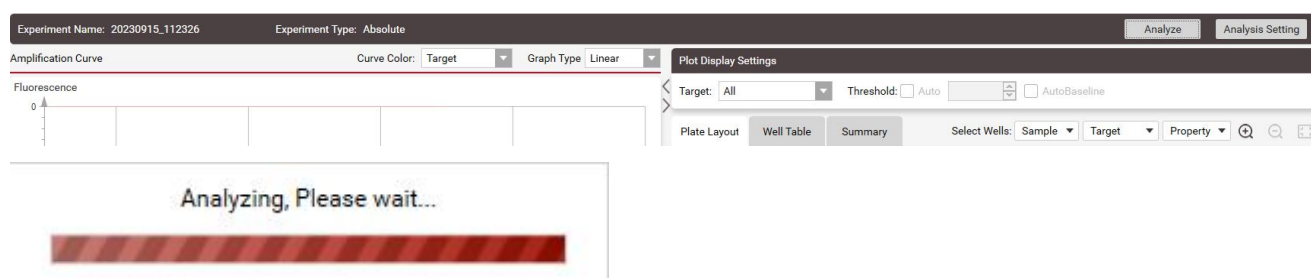 Experiment Name: 20230915_112326 Experiment Type: Absolute Analyze Analysis Setting
Amplification Curve Curve Color: Target Graph Type Linear
Plot Display Settings
Fluorescence
0
Target: All Threshold: Auto AutoBaseline
Plate Layout Well Table Summary Select Wells: Sample Target Property
Analyzing, Please wait...